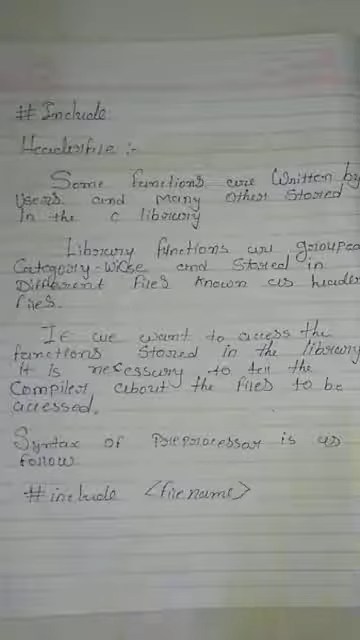 # Include
Headerfile :-
Some functions are Written by
Users and many other Stored
In the C library
Library functions are grouped
Category-Wise and Stored in
Different files known as header
files.
If we want to access the
functions Stored in the library
it is necessary to tell the
Compiler about the files to be
accessed.
Syntax of Preprocessor is as
follow
#include <filename>